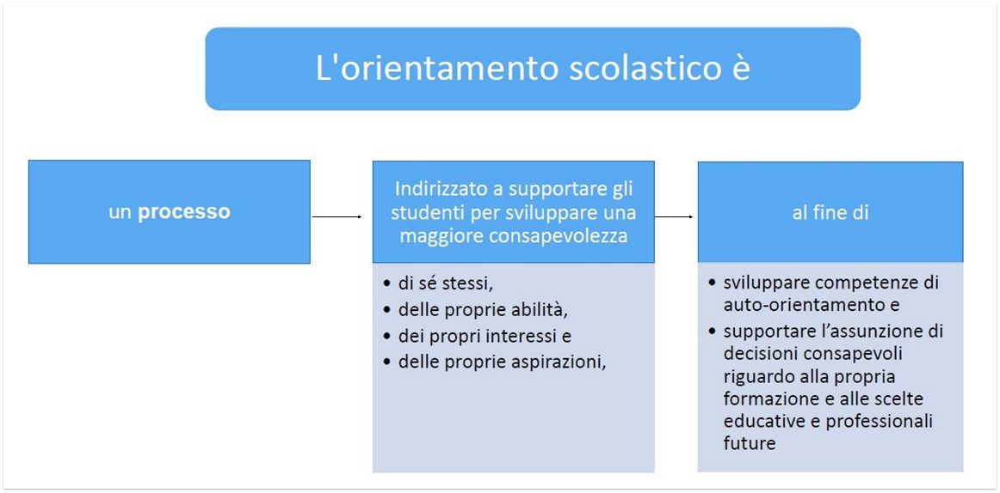 L'orientamento scolastico è
un processo
Indirizzato a supportare gli
studenti per sviluppare una
maggiore consapevolezza
• di sé stessi,
• delle proprie abilità,
• dei propri interessi e
• delle proprie aspirazioni,
al fine di
• sviluppare competenze di
auto-orientamento e
• supportare l’assunzione di
decisioni consapevoli
riguardo alla propria
formazione e alle scelte
educative e professionali
future